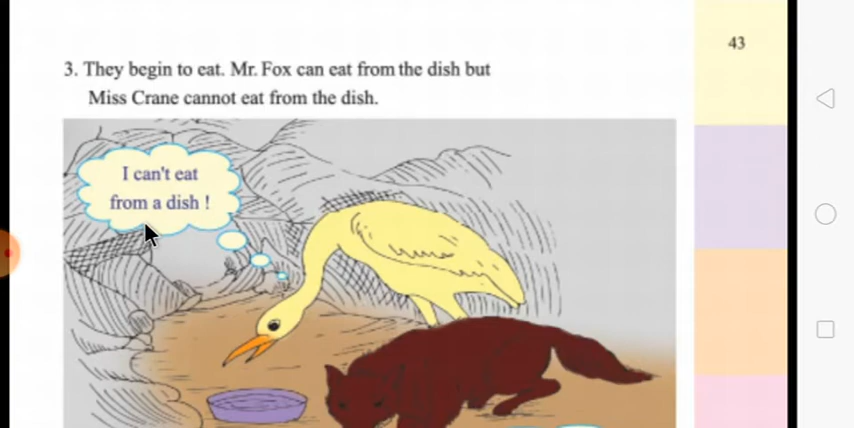 43
3. They begin to eat. Mr. Fox can eat from the dish but
Miss Crane cannot eat from the dish.
I can't eat
from a dish !